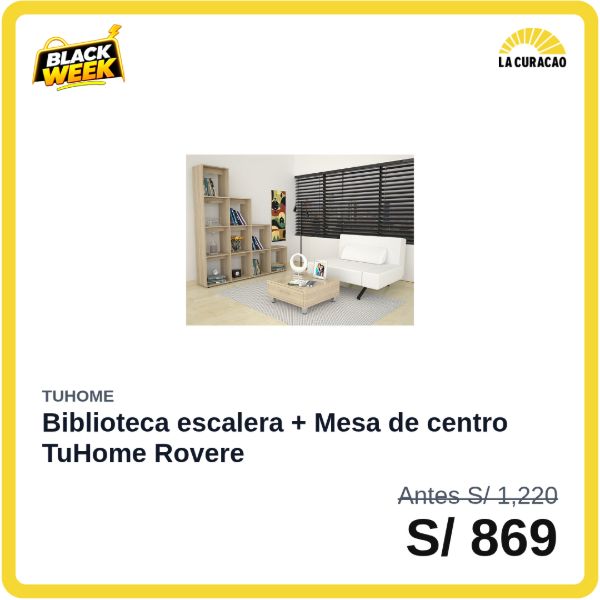 BLACK
WEEK
LA CURACAO
TUHOME
Biblioteca escalera + Mesa de centro
TuHome Rovere
Antes S/ 1,220
S/ 869